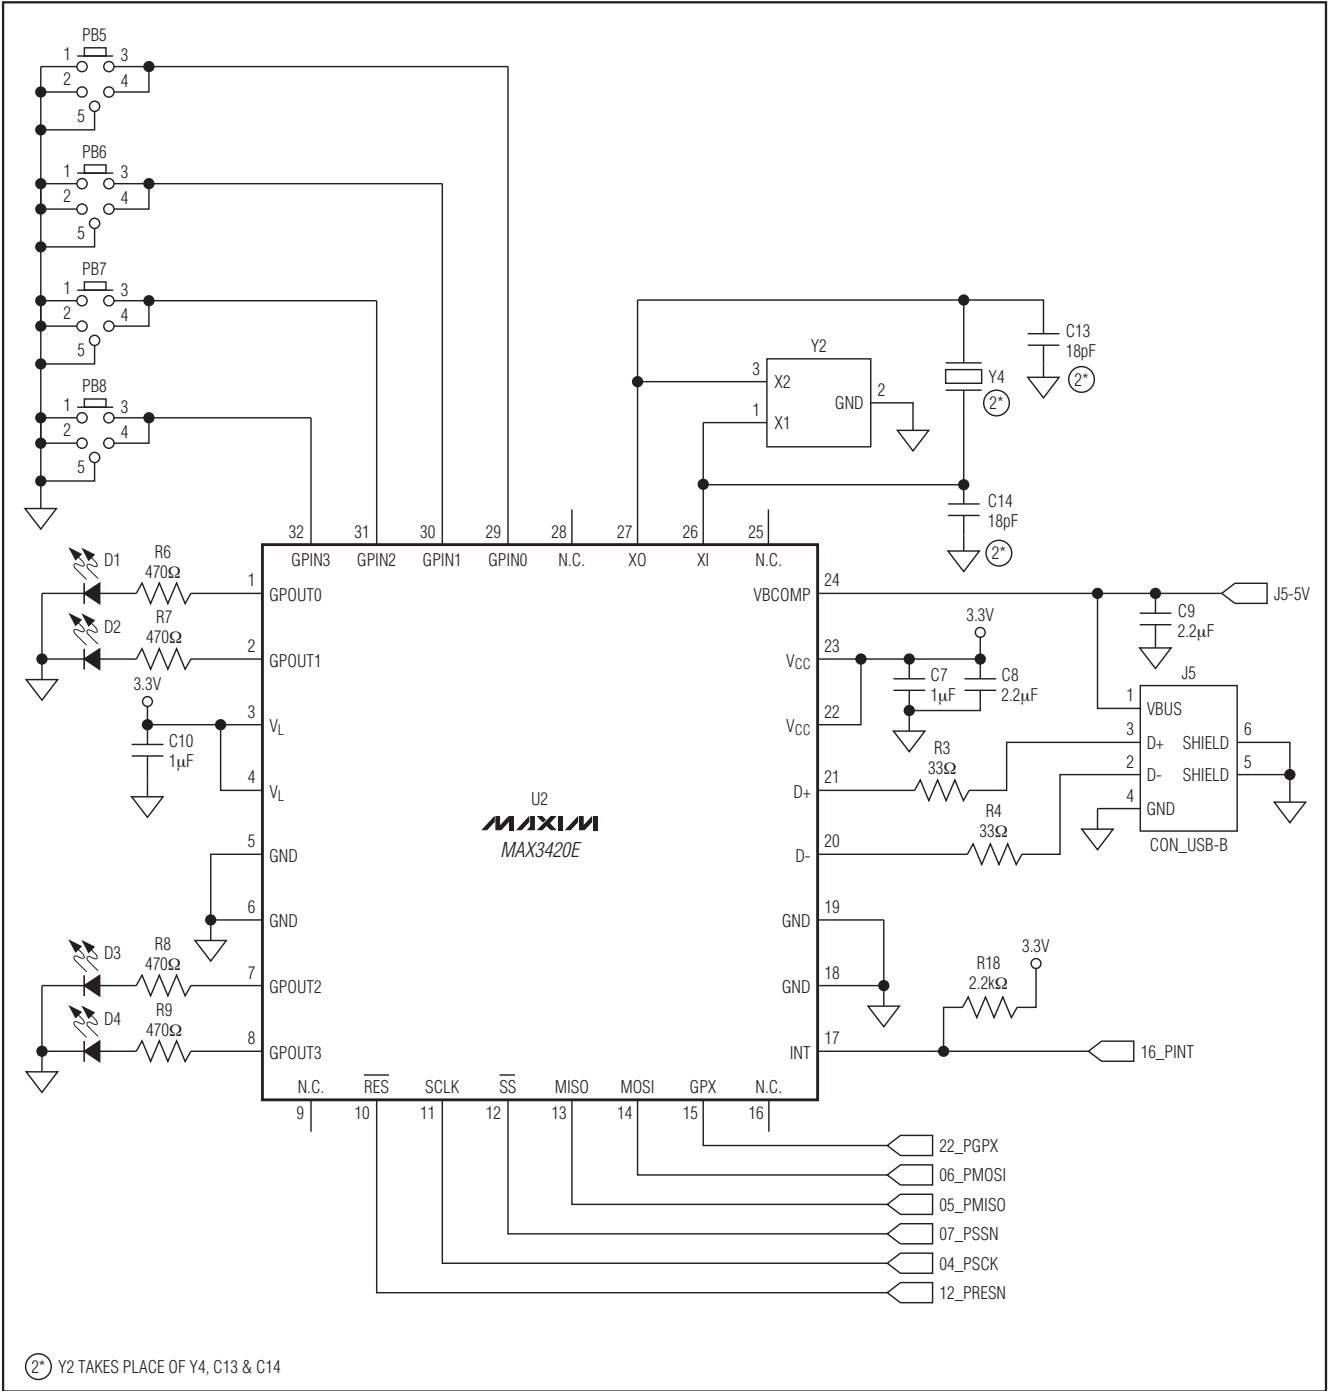 PB5
1 3
2 4
5
PB6
1 3
2 4
5
PB7
1 3
2 4
5
PB8
1 3
2 4
5
Y2
3 X2
1 X1
GND 2
Y4
2*
C13
18pF
2*
C14
18pF
2*
32 31 30 29 28 27 26 25
GPIN3 GPIN2 GPIN1 GPIN0 N.C. XO XI N.C.
D1
R6
470Ω
1 GPOUT0
D2
R7
470Ω
2 GPOUT1
3.3V
C10
1µF
3 VL
4 VL
5 GND
6 GND
D3
R8
470Ω
7 GPOUT2
D4
R9
470Ω
8 GPOUT3
U2
MAXIM
MAX3420E
VBCOMP 24
J5-5V
C9
2.2µF
3.3V
VCC 23
C7
1µF
C8
2.2µF
VCC 22
J5
1 VBUS
3 D+ SHIELD 6
2 D- SHIELD 5
4 GND
CON_USB-B
D+ 21
R3
33Ω
D- 20
R4
33Ω
GND 19
GND 18
3.3V
R18
2.2kΩ
INT 17
16_PINT
N.C. RES SCLK SS MISO MOSI GPX N.C.
9 10 11 12 13 14 15 16
22_PGPX
06_PMOSI
05_PMISO
07_PSSN
04_PSCK
12_PRESN
2* Y2 TAKES PLACE OF Y4, C13 & C14